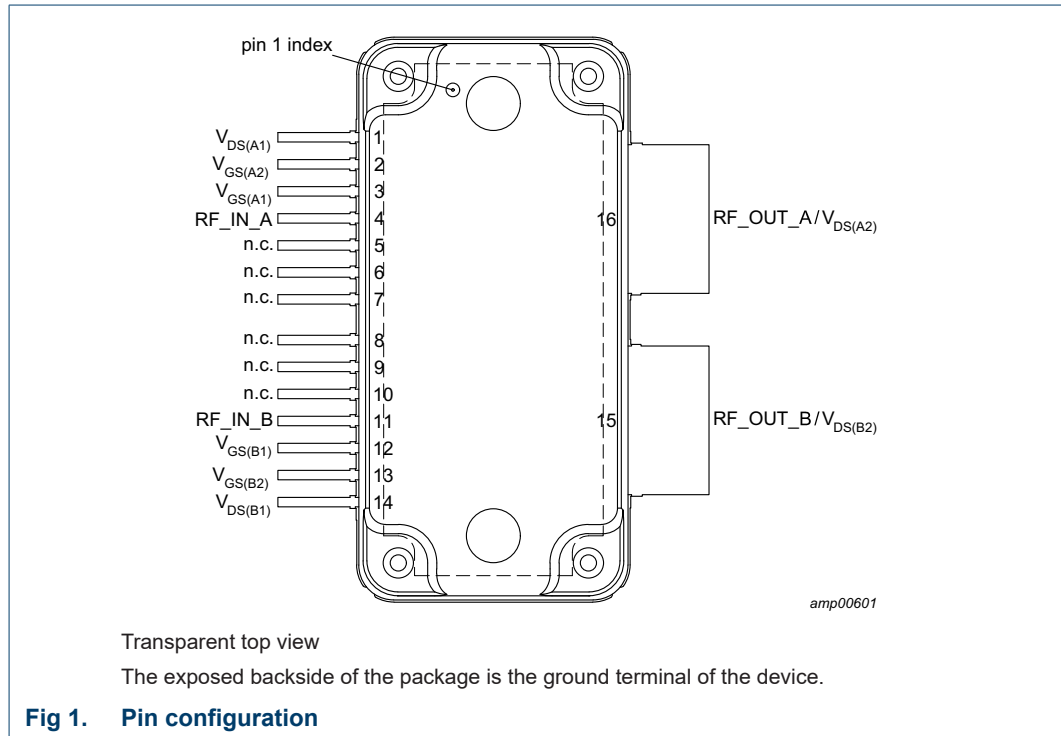 pin 1 index
V_DS(A1) 1
V_GS(A2) 2
V_GS(A1) 3
RF_IN_A 4
16 RF_OUT_A/V_DS(A2)
n.c. 5
n.c. 6
n.c. 7
n.c. 8
n.c. 9
n.c. 10
RF_IN_B 11
15 RF_OUT_B/V_DS(B2)
V_GS(B1) 12
V_GS(B2) 13
V_DS(B1) 14
amp00601
Transparent top view
The exposed backside of the package is the ground terminal of the device.
Fig 1. Pin configuration